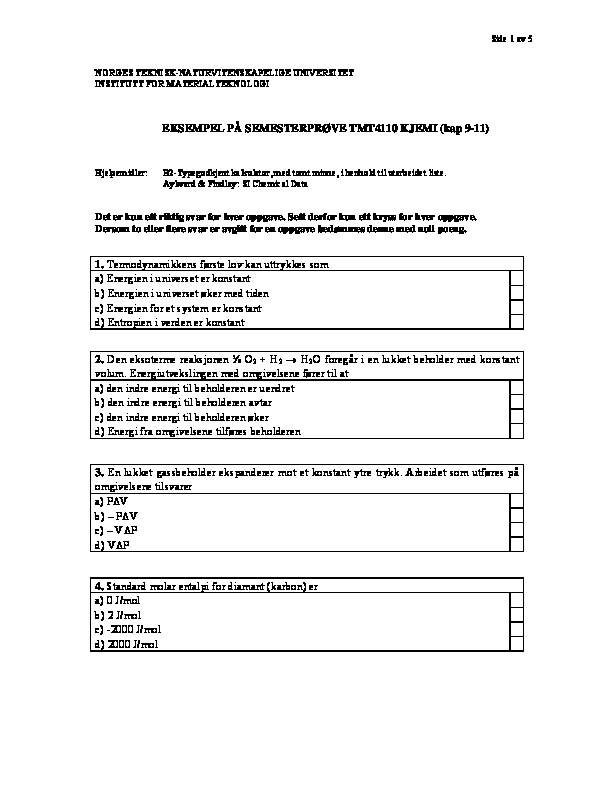 Side 1 av 5
NORGES TEKNISK-NATURVITENSKAPELIGE UNIVERSITET
INSTITUTT FOR MATERIALTEKNOLOGI
EKSEMPEL PÅ SEMESTERPRØVE TMT4110 KJEMI (kap 9-11)
Hjelpemidler: B2-Typegodkjent kalkulator, med tomt minne, i henhold til utarbeidet liste.
Aylward & Findlay: SI Chemical Data
Det er kun ett riktig svar for hver oppgave. Sett derfor kun ett kryss for hver oppgave.
Dersom to eller flere svar er avgitt for en oppgave bedømmes denne med null poeng.
1. Termodynamikkens første lov kan uttrykkes som
a) Energien i universet er konstant
b) Energien i universet øker med tiden
c) Energien for et system er konstant
d) Entropien i verden er konstant
2. Den eksoterme reaksjonen ½ O₂ + H₂ → H₂O foregår i en lukket beholder med konstant
volum. Energiutvekslingen med omgivelsene fører til at
a) den indre energi til beholderen er uendret
b) den indre energi til beholderen avtar
c) den indre energi til beholderen øker
d) Energi fra omgivelsene tilføres beholderen
3. En lukket gassbeholder ekspanderer mot et konstant ytre trykk. Arbeidet som utføres på
omgivelsene tilsvarer
a) PΔV
b) – PΔV
c) – VΔP
d) VΔP
4. Standard molar entalpi for diamant (karbon) er
a) 0 J/mol
b) 2 J/mol
c) -2000 J/mol
d) 2000 J/mol